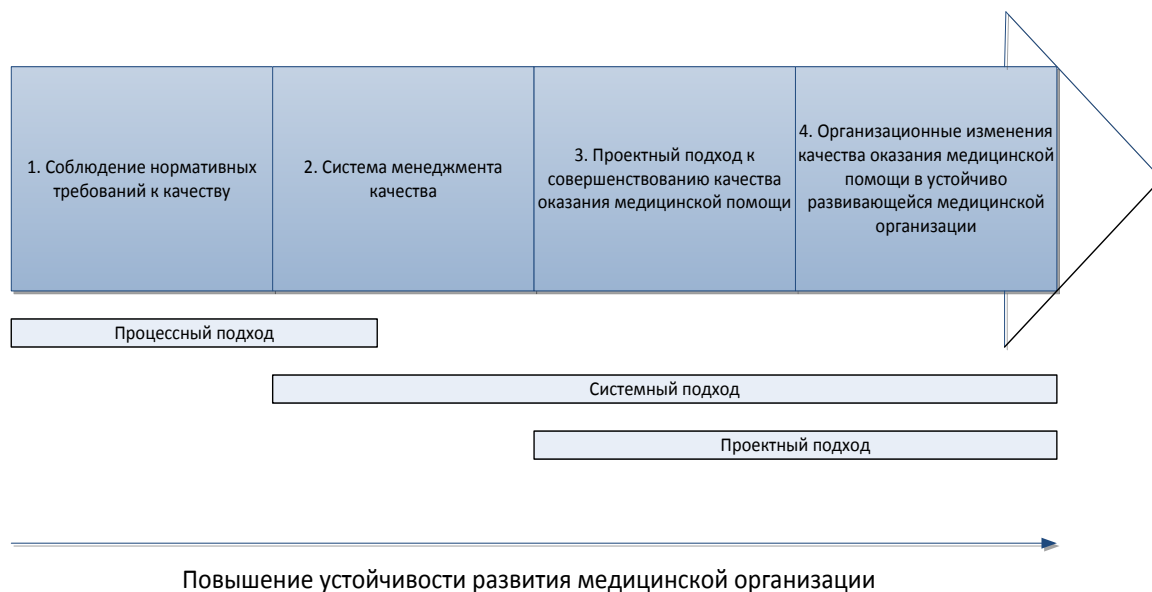 1. Соблюдение нормативных
требований к качеству
2. Система менеджмента
качества
3. Проектный подход к
совершенствованию качества
оказания медицинской помощи
4. Организационные изменения
качества оказания медицинской
помощи в устойчиво
развивающейся медицинской
организации
Процессный подход
Системный подход
Проектный подход
Повышение устойчивости развития медицинской организации